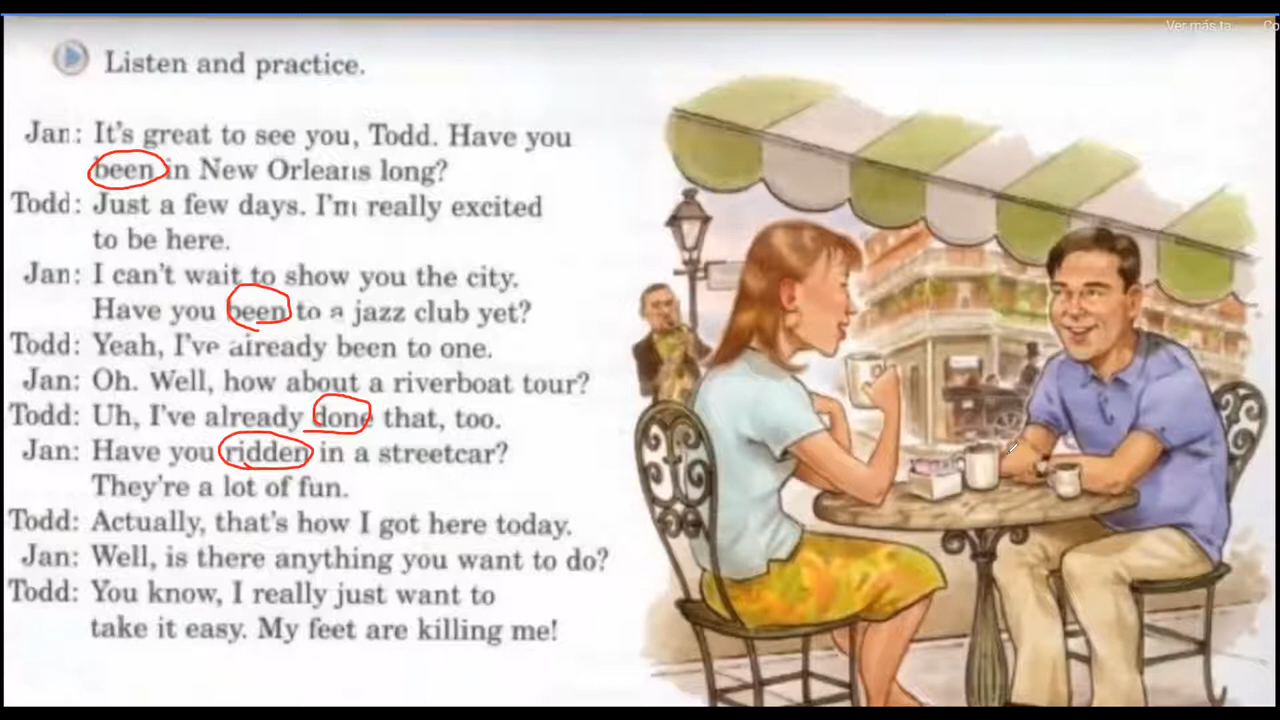 Ver más ta
Co
Listen and practice.
Jan: It's great to see you, Todd. Have you
been in New Orleans long?
Todd: Just a few days. I'm really excited
to be here.
Jan: I can't wait to show you the city.
Have you been to a jazz club yet?
Todd: Yeah, I've already been to one.
Jan: Oh. Well, how about a riverboat tour?
Todd: Uh, I've already done that, too.
Jan: Have you ridden in a streetcar?
They're a lot of fun.
Todd: Actually, that's how I got here today.
Jan: Well, is there anything you want to do?
Todd: You know, I really just want to
take it easy. My feet are killing me!